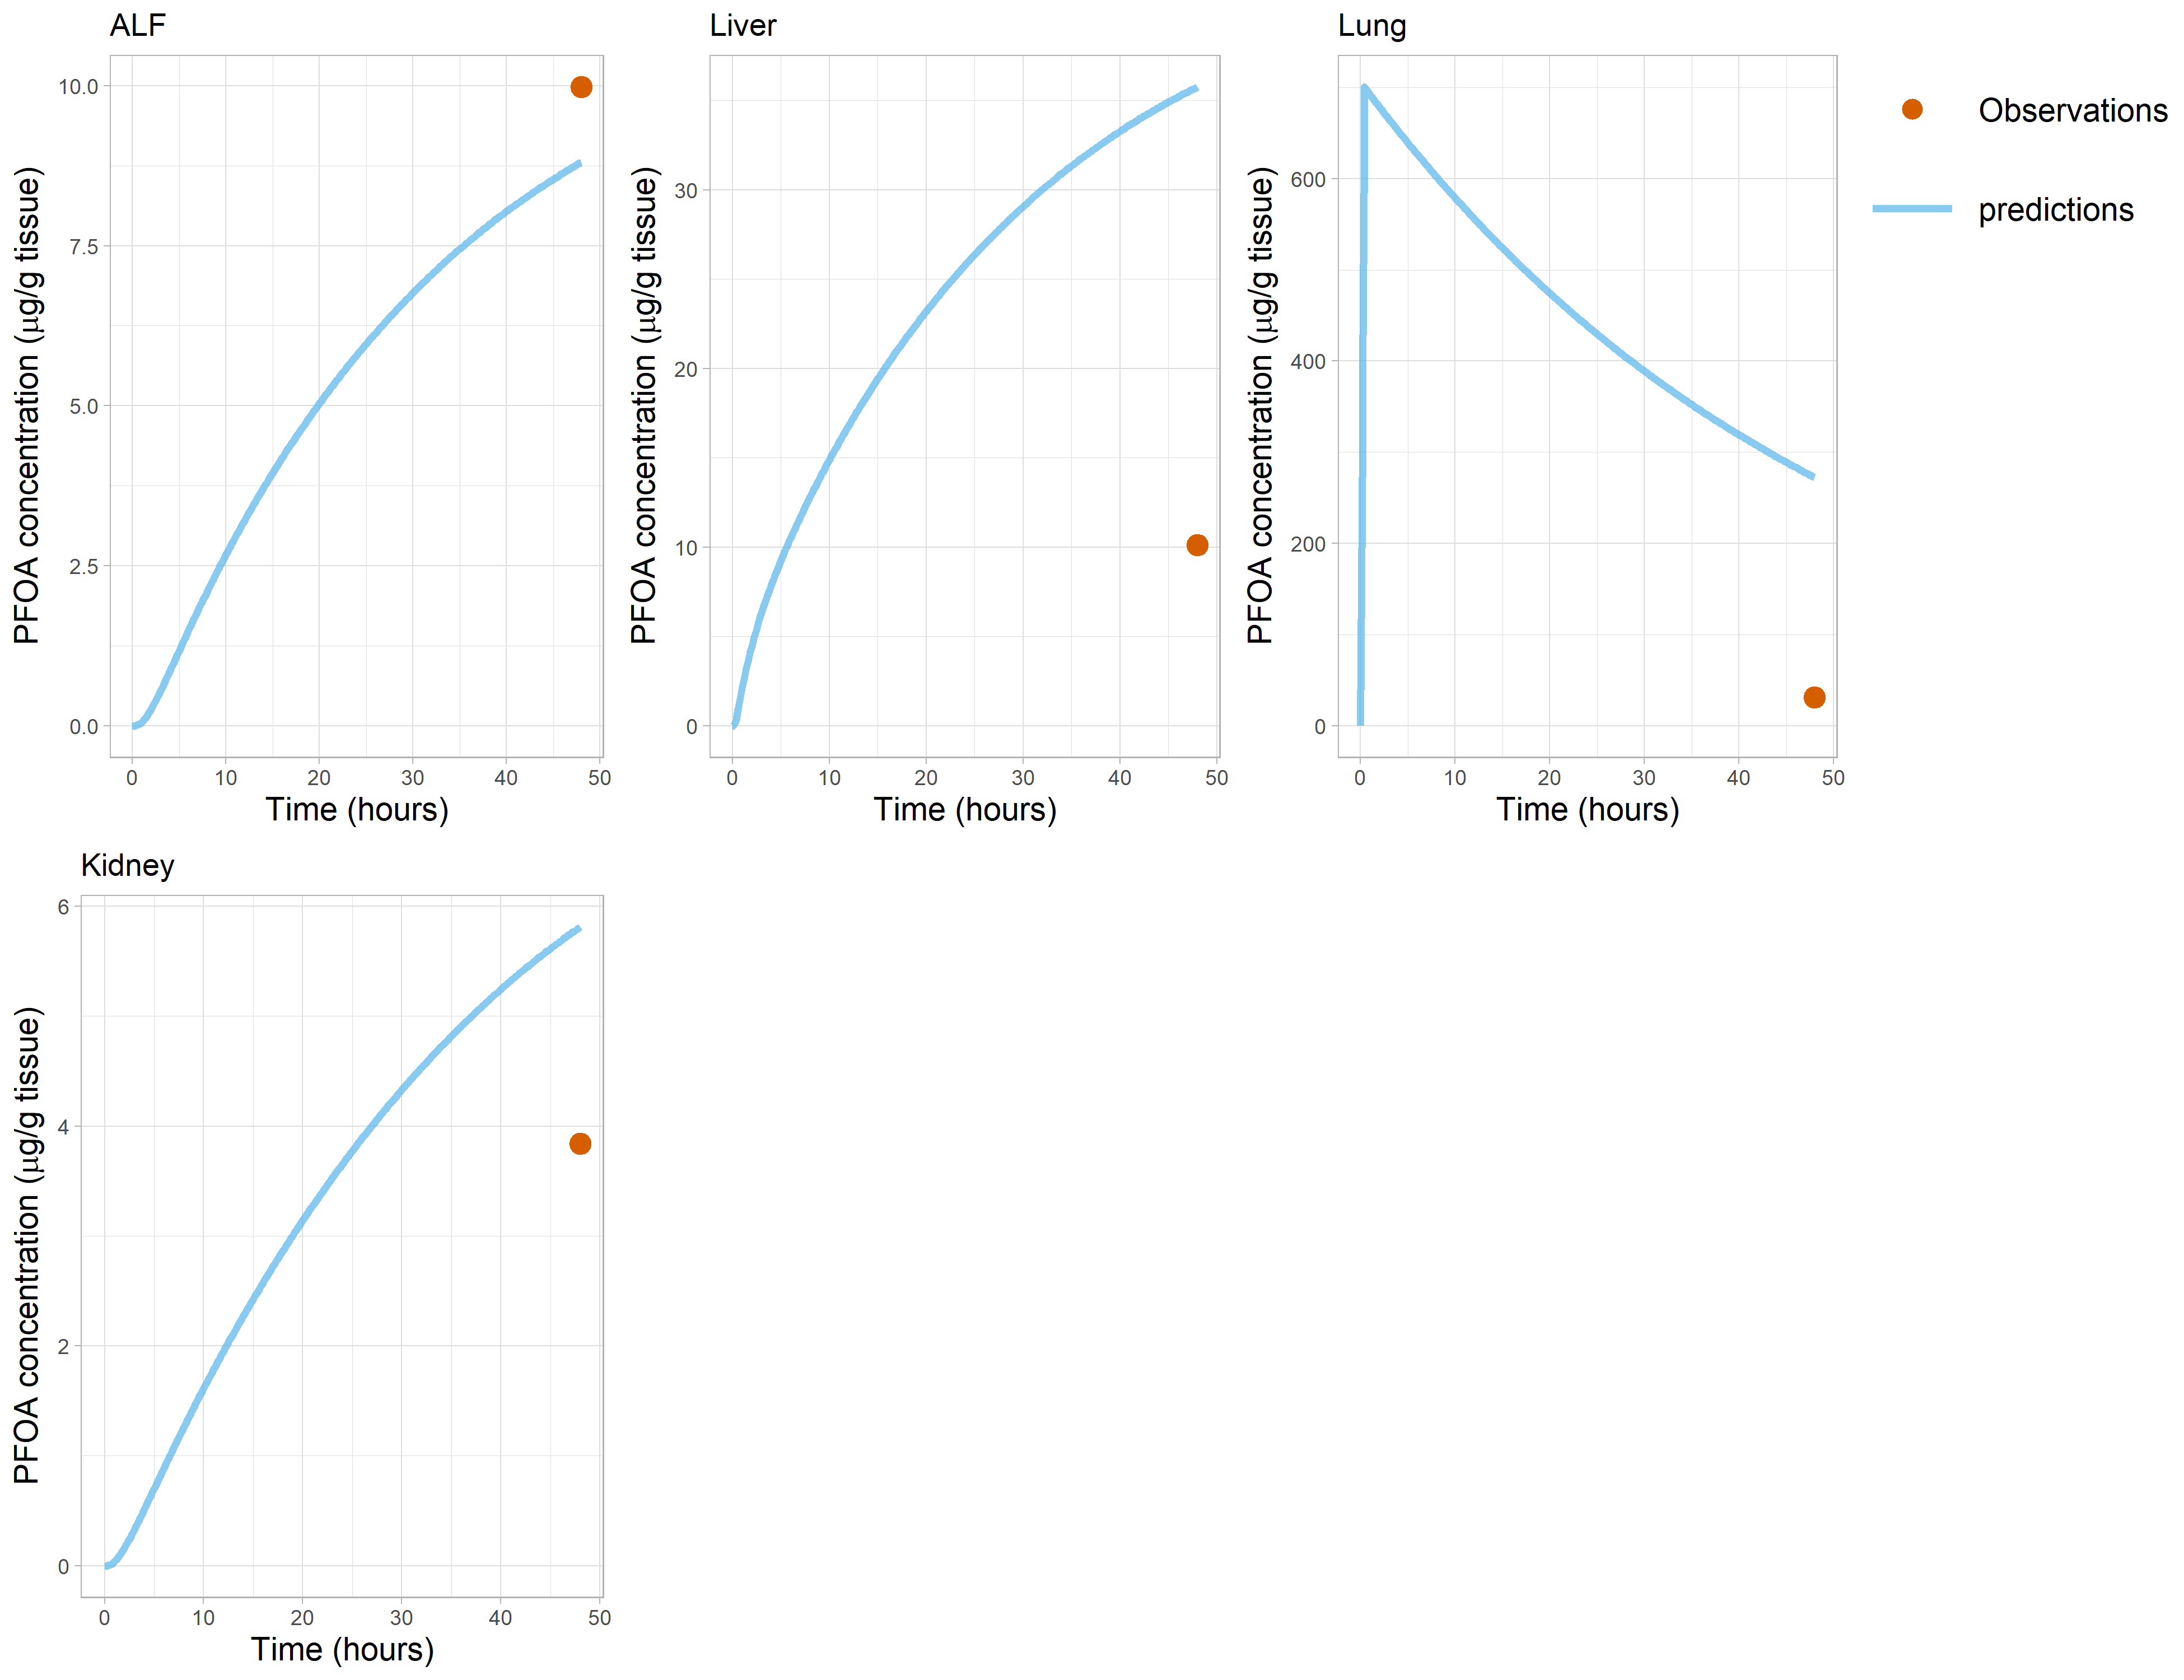 ALF
PFOA concentration (μg/g tissue)
10.0
7.5
5.0
2.5
0.0
0 10 20 30 40 50
Time (hours)
Liver
PFOA concentration (μg/g tissue)
30
20
10
0
0 10 20 30 40 50
Time (hours)
Lung
PFOA concentration (μg/g tissue)
600
400
200
0
0 10 20 30 40 50
Time (hours)
Observations
predictions
Kidney
PFOA concentration (μg/g tissue)
6
4
2
0
0 10 20 30 40 50
Time (hours)